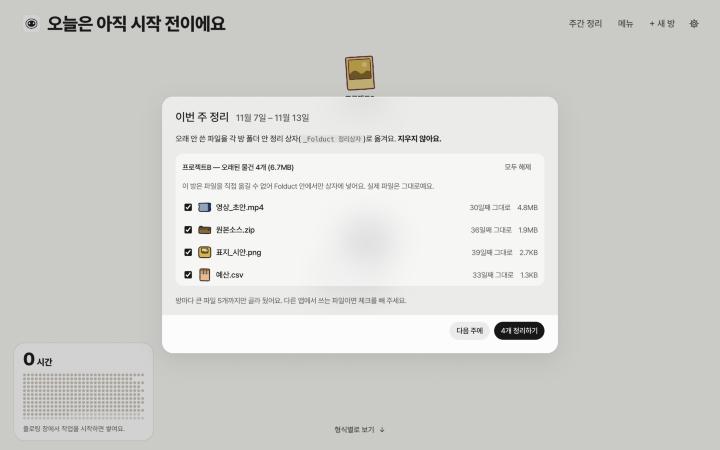 오늘은 아직 시작 전이에요
주간 정리 메뉴 + 새 방
이번 주 정리 11월 7일 – 11월 13일
오래 안 쓴 파일을 각 방 폴더 안 정리 상자(_Folduct 정리상자)로 옮겨요. 지우지 않아요.
프로젝트B — 오래된 물건 4개 (6.7MB) 모두 해제
이 방은 파일을 직접 옮길 수 없어 Folduct 안에서만 상자에 넣어요. 실제 파일은 그대로예요.
영상_초안.mp4 30일째 그대로 4.8MB
원본소스.zip 36일째 그대로 1.9MB
표지_시안.png 39일째 그대로 2.7KB
예산.csv 33일째 그대로 1.3KB
방마다 큰 파일 5개까지만 골라 뒀어요. 다른 앱에서 쓰는 파일이면 체크를 빼 주세요.
다음 주에 4개 정리하기
0 시간
플로팅 창에서 작업을 시작하면 쌓여요.
형식별로 보기 ↓